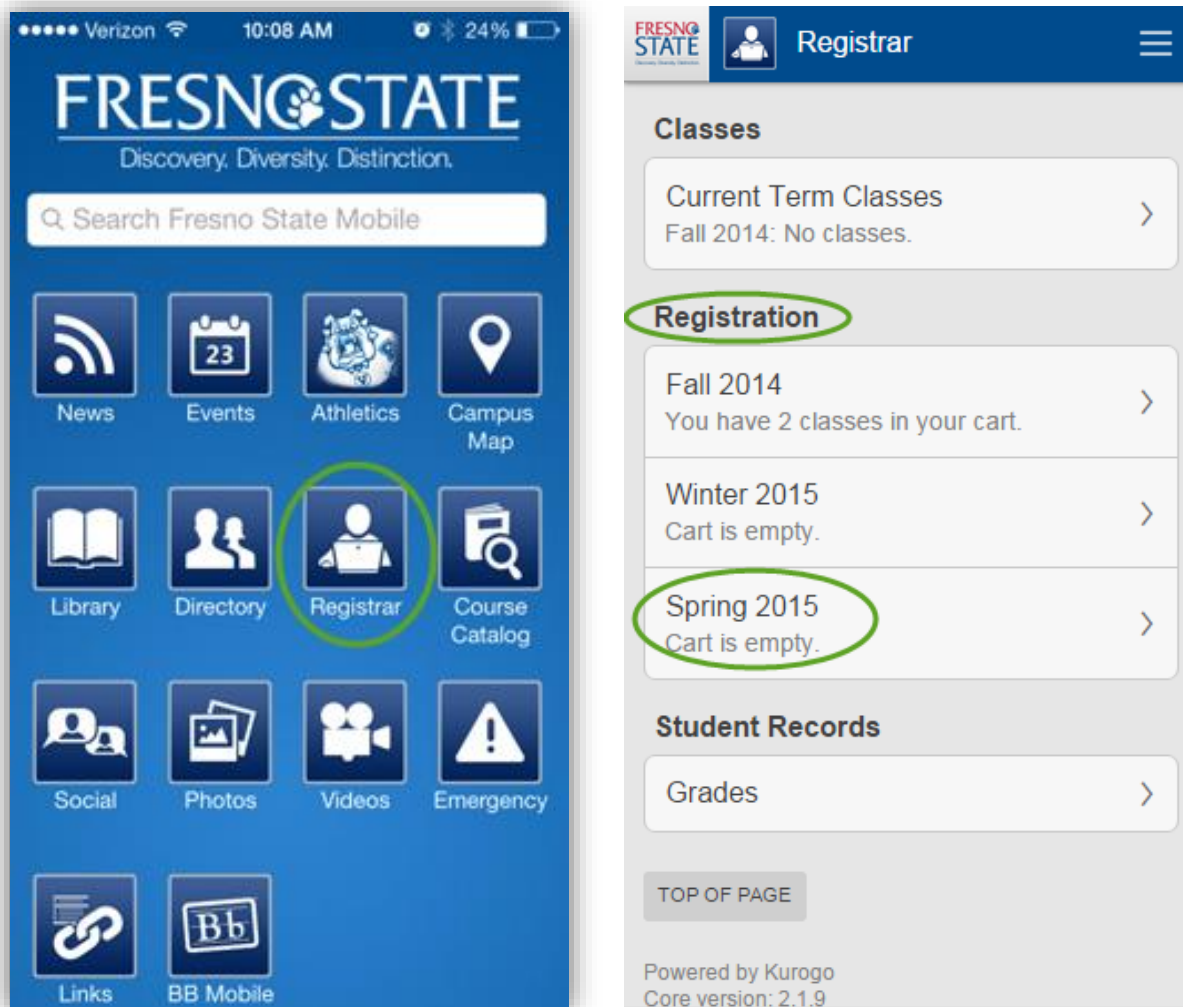 Verizon 10:08 AM 24%
FRESNO STATE
Discovery. Diversity. Distinction.
Search Fresno State Mobile
23
News Events Athletics Campus Map
Library Directory Registrar Course Catalog
Social Photos Videos Emergency
Bb
Links BB Mobile
FRESNO STATE
Registrar
Classes
Current Term Classes
Fall 2014: No classes.
Registration
Fall 2014
You have 2 classes in your cart.
Winter 2015
Cart is empty.
Spring 2015
Cart is empty.
Student Records
Grades
TOP OF PAGE
Powered by Kurogo
Core version: 2.1.9